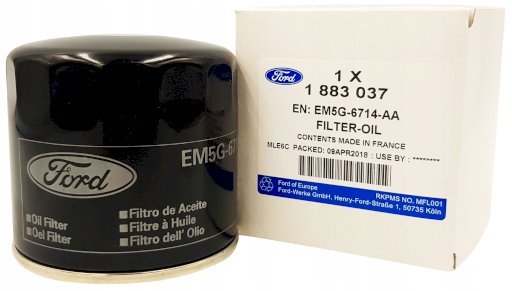 EM5G-67
Ford
Oil Filter
Oel Filter
Filtro de Aceite
Filtre à Huile
Filtro dell' Olio
Ford
1 X
1 883 037
EN: EM5G-6714-AA
FILTER-OIL
CONTENTS MADE IN FRANCE
MLE6C PACKED: 09APR2018 : USE BY : ********
Ford of Europe
Ford-Werke GmbH, Henry-Ford-Straße 1, 50735 Köln
RKPMS NO. MFL001